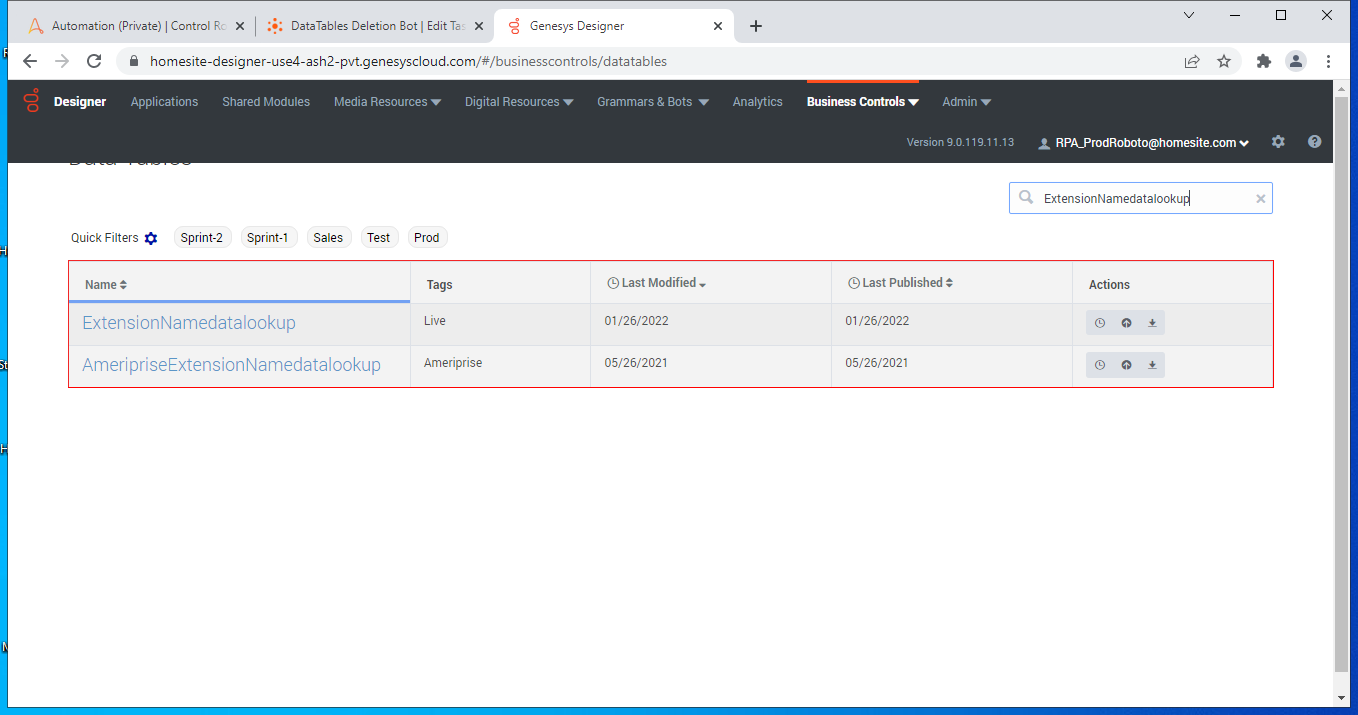 Automation (Private) | Control Ro
DataTables Deletion Bot | Edit Tas
Genesys Designer
homesite-designer-use4-ash2-pvt.genesyscloud.com/#/businesscontrols/datatables
Designer
Applications
Shared Modules
Media Resources
Digital Resources
Grammars & Bots
Analytics
Business Controls
Admin
Version 9.0.119.11.13
RPA_ProdRoboto@homesite.com
Data Tables
ExtensionNamedatalookup
Quick Filters
Sprint-2
Sprint-1
Sales
Test
Prod
Name
Tags
Last Modified
Last Published
Actions
ExtensionNamedatalookup
Live
01/26/2022
01/26/2022
AmeripriseExtensionNamedatalookup
Ameriprise
05/26/2021
05/26/2021